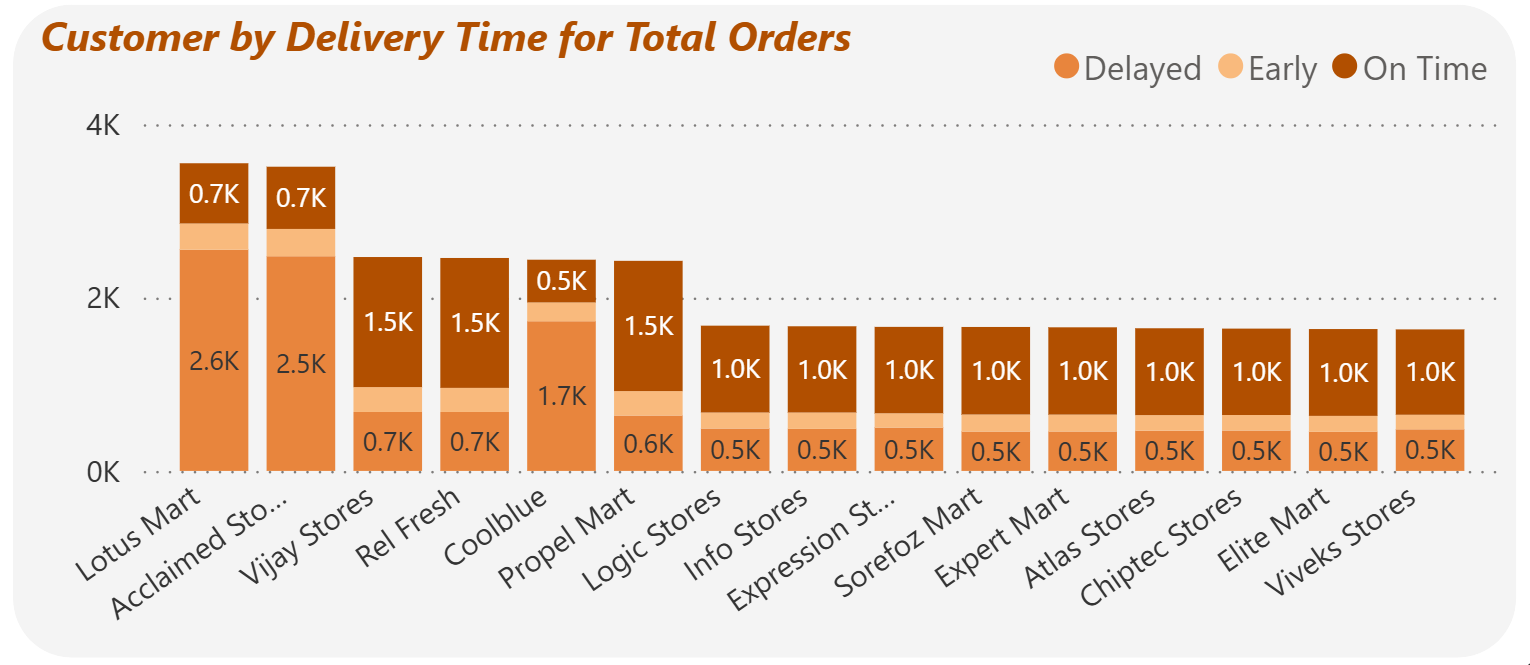 Customer by Delivery Time for Total Orders
Delayed Early On Time
4K
2K
0K
0.7K 0.7K
2.6K 2.5K
1.5K 1.5K 0.5K 1.5K
0.7K 0.7K 1.7K 0.6K
1.0K 1.0K 1.0K 1.0K 1.0K 1.0K 1.0K 1.0K 1.0K
0.5K 0.5K 0.5K 0.5K 0.5K 0.5K 0.5K 0.5K 0.5K
Lotus Mart
Acclaimed Sto...
Vijay Stores
Rel Fresh
Coolblue
Propel Mart
Logic Stores
Info Stores
Expression St...
Sorefoz Mart
Expert Mart
Atlas Stores
Chiptec Stores
Elite Mart
Viveks Stores